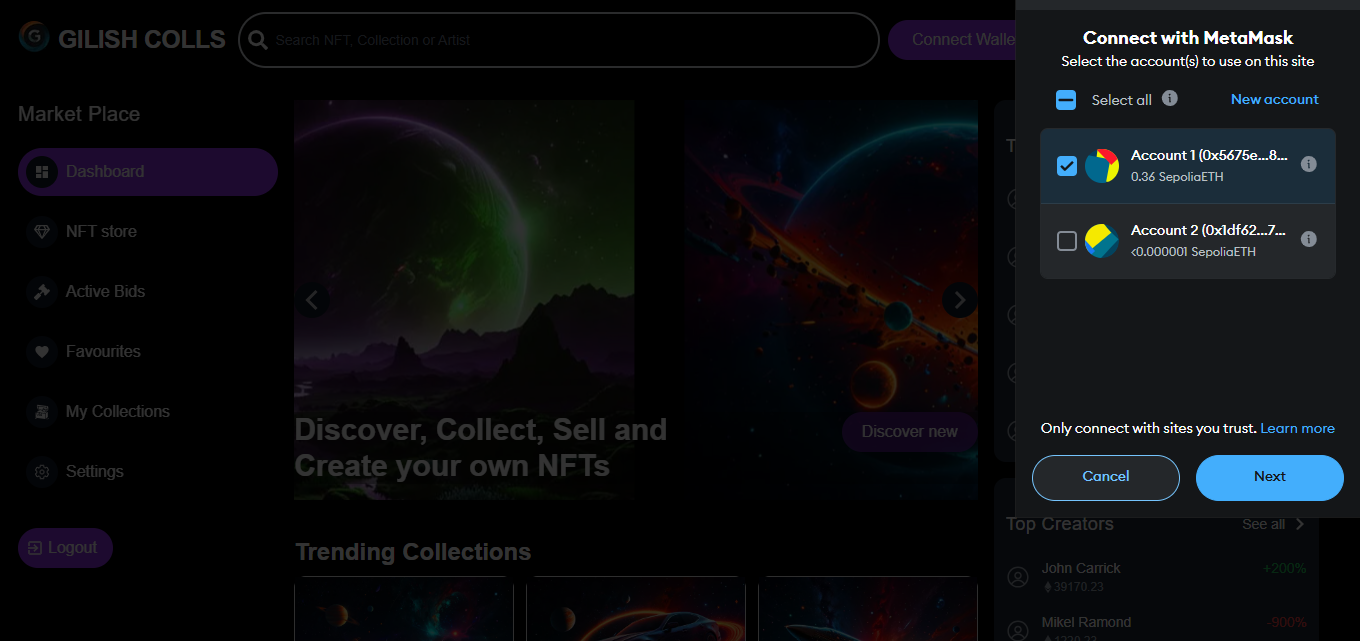 GILISH COLLS
Search NFT, Collection or Artist
Connect Walle
Market Place
Dashboard
NFT store
Active Bids
Favourites
My Collections
Settings
Logout
Discover, Collect, Sell and
Create your own NFTs
Discover new
Trending Collections
Connect with MetaMask
Select the account(s) to use on this site
Select all
New account
Account 1 (0x5675e...8...
0.36 SepoliaETH
Account 2 (0x1df62...7...
<0.000001 SepoliaETH
Only connect with sites you trust. Learn more
Cancel
Next
Top Creators
See all
John Carrick
+200%
39170.23
Mikel Ramond
-900%